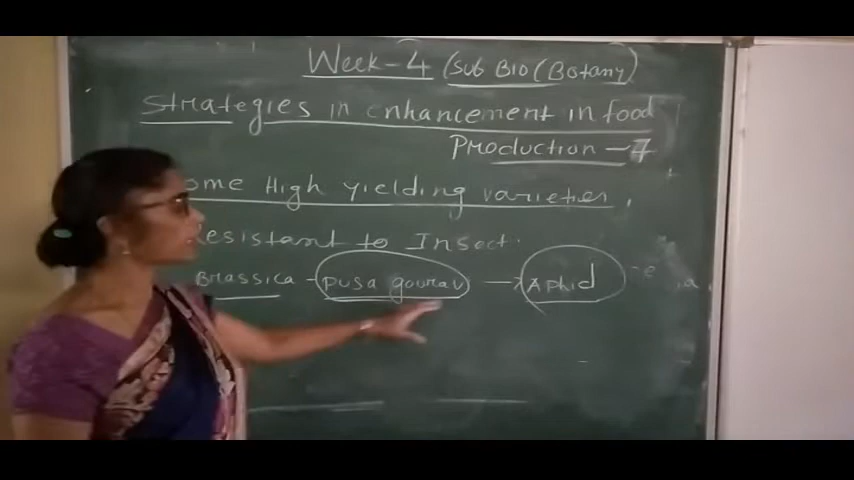 Week-4 (Sub Bio (Botany)
Strategies in enhancement in food
Production-7
ome High yielding varieties.
Resistant to Insect.
Brassica - Pusa gourav → Aphid